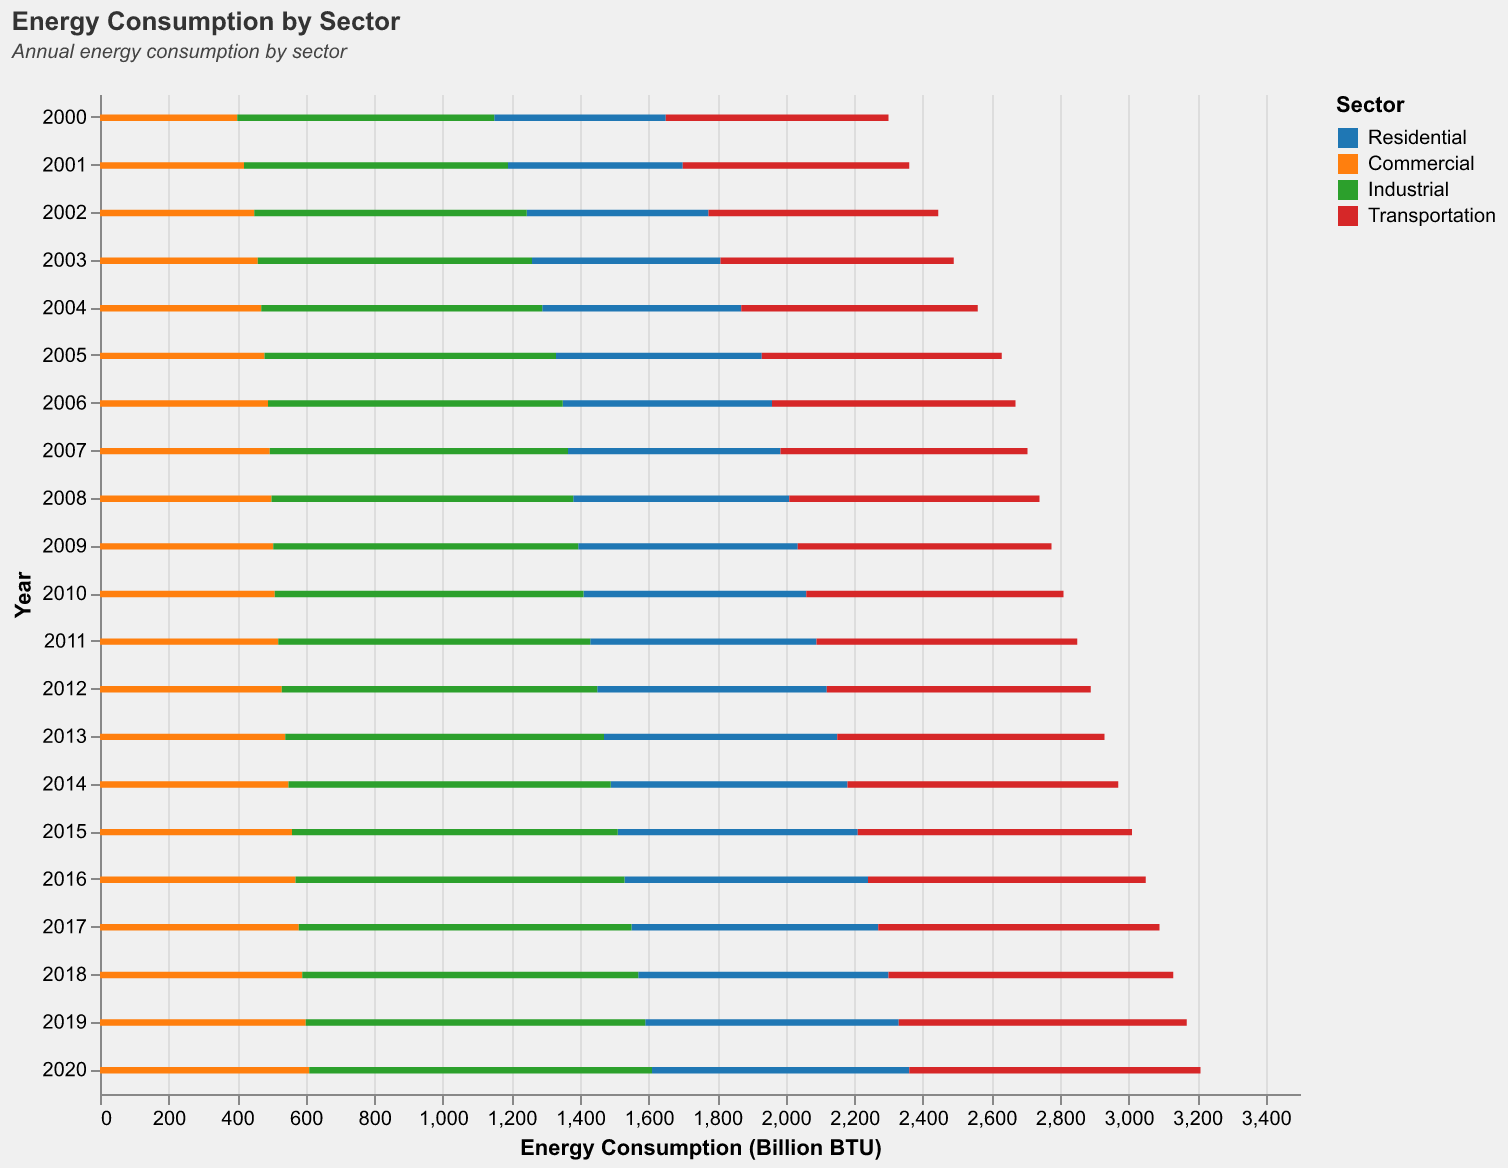 Energy Consumption by Sector
Annual energy consumption by sector
Sector
Residential
Commercial
Industrial
Transportation
Year
2000
2001
2002
2003
2004
2005
2006
2007
2008
2009
2010
2011
2012
2013
2014
2015
2016
2017
2018
2019
2020
0 200 400 600 800 1,000 1,200 1,400 1,600 1,800 2,000 2,200 2,400 2,600 2,800 3,000 3,200 3,400
Energy Consumption (Billion BTU)